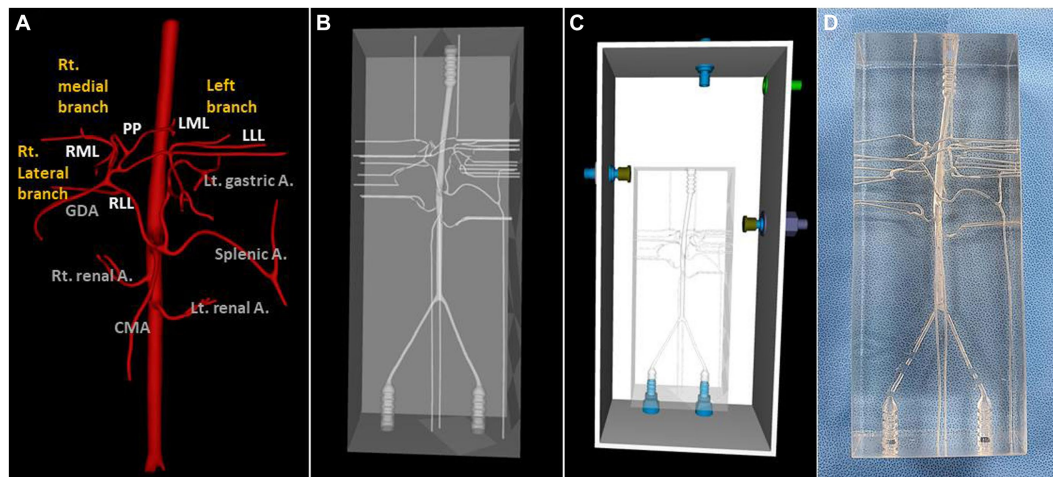 A
B
C
D
Rt.
medial
branch
Left
branch
PP
LML
LLL
RML
Rt.
Lateral
branch
Lt. gastric A.
RLL
GDA
Splenic A.
Rt. renal A.
Lt. renal A.
CMA